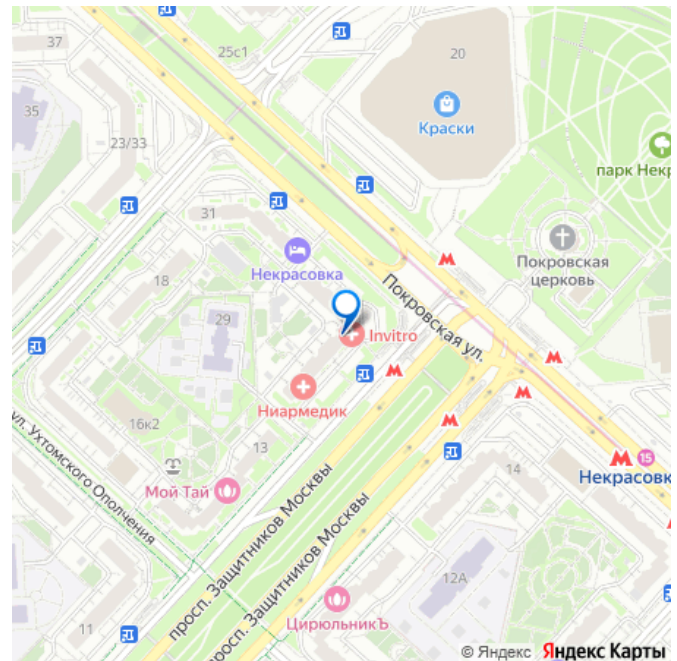 37
25с1
20
35
Краски
23/33
парк Некр
31
Покровская
церковь
Некрасовка
18
Покровская ул.
29
Invitro
Ниармедик
16к2
13
ул. Ухтомского Ополчения
Мой Тай
14
15
Некрасовк
просп. Защитников Москвы
просп. Защитников Москвы
12А
ЦирюльникЪ
11
© Яндекс Яндекс Карты